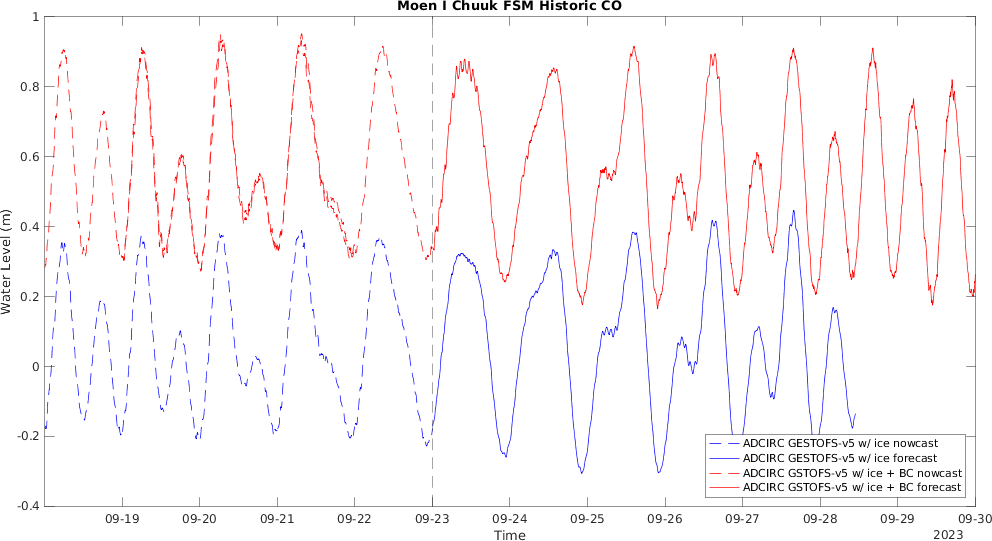 Moen I Chuuk FSM Historic CO
Water Level (m)
1
0.8
0.6
0.4
0.2
0
-0.2
-0.4
ADCIRC GESTOFS-v5 w/ ice nowcast
ADCIRC GESTOFS-v5 w/ ice forecast
ADCIRC GSTOFS-v5 w/ ice + BC nowcast
ADCIRC GSTOFS-v5 w/ ice + BC forecast
09-19 09-20 09-21 09-22 09-23 09-24 09-25 09-26 09-27 09-28 09-29 09-30
Time
2023